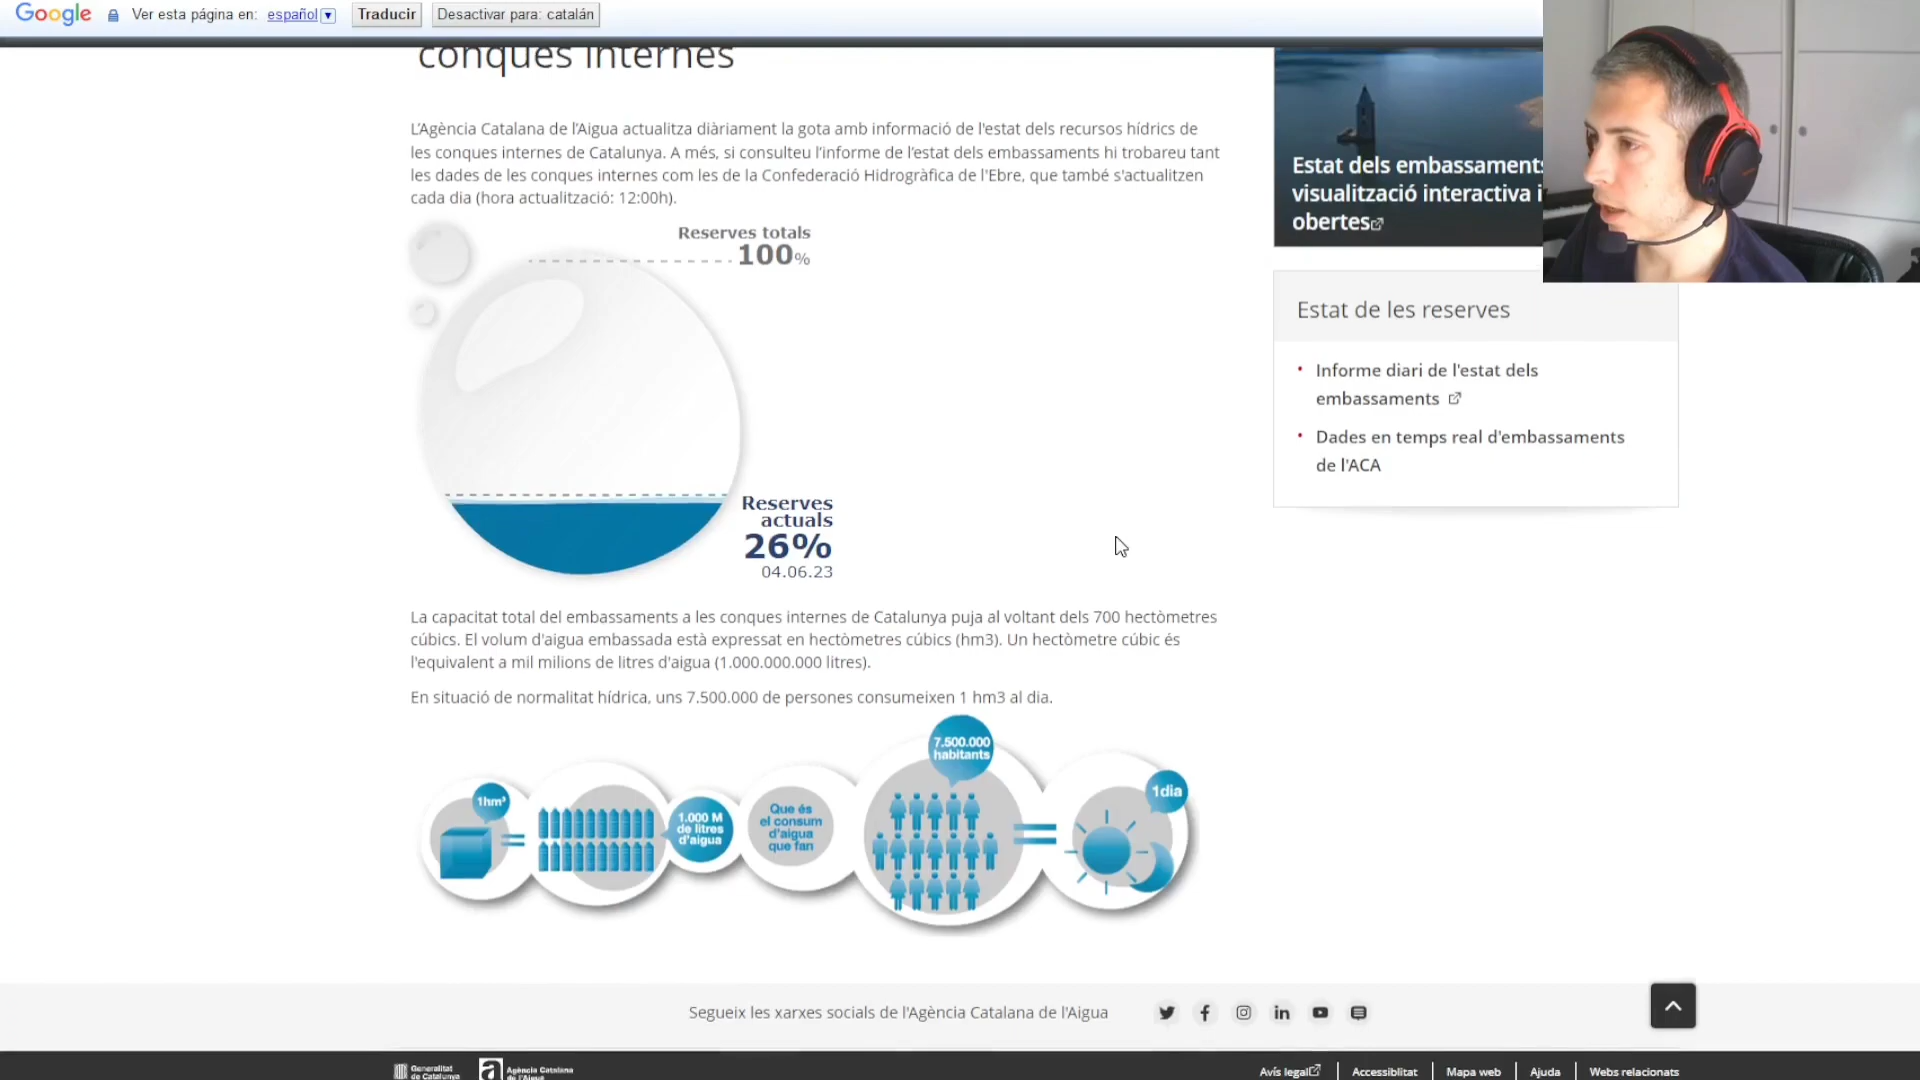 Google Ver esta página en: español Traducir Desactivar para: catalán
conques internes
L'Agència Catalana de l'Aigua actualitza diàriament la gota amb informació de l'estat dels recursos hídrics de
les conques internes de Catalunya. A més, si consulteu l'informe de l'estat dels embassaments hi trobareu tant
les dades de les conques internes com les de la Confederació Hidrogràfica de l'Ebre, que també s'actualitzen
cada dia (hora actualització: 12:00h).
Reserves totals
100%
Reserves
actuals
26%
04.06.23
La capacitat total del embassaments a les conques internes de Catalunya puja al voltant dels 700 hectòmetres
cúbics. El volum d'aigua embassada està expressat en hectòmetres cúbics (hm3). Un hectòmetre cúbic és
l'equivalent a mil milions de litres d'aigua (1.000.000.000 litres).
En situació de normalitat hídrica, uns 7.500.000 de persones consumeixen 1 hm3 al dia.
1hm³
=
1.000 M
de litres
d'aigua
Que és
el consum
d'aigua
que fan
7.500.000
habitants
=
1dia
Estat dels embassaments
visualització interactiva i
obertes
Estat de les reserves
• Informe diari de l'estat dels
embassaments
• Dades en temps real d'embassaments
de l'ACA
Segueix les xarxes socials de l'Agència Catalana de l'Aigua
Generalitat
de Catalunya
Agència Catalana
de l'Aigua
Avís legal | Accessiblitat | Mapa web | Ajuda | Webs relacionats